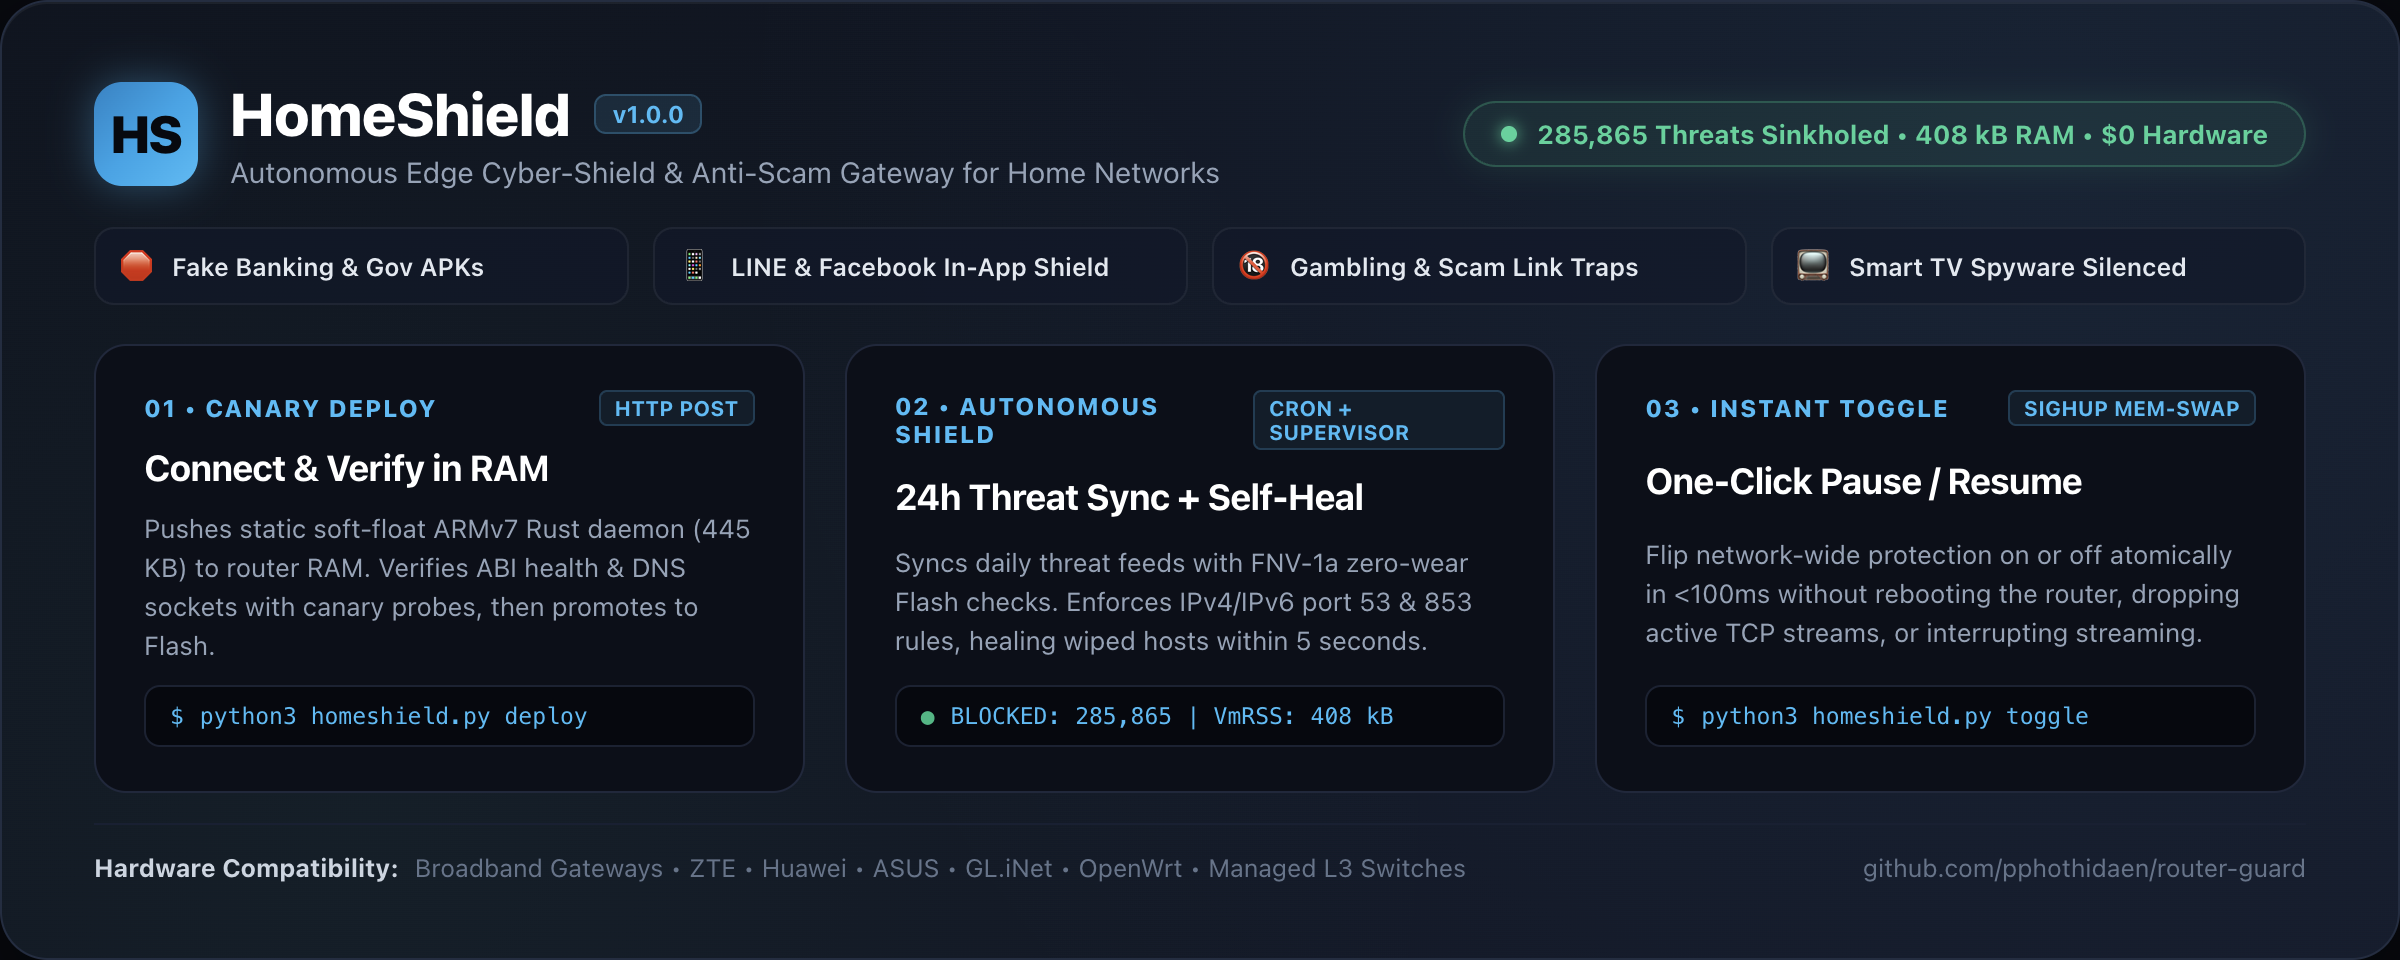 HS
HomeShield
v1.0.0
Autonomous Edge Cyber-Shield & Anti-Scam Gateway for Home Networks
285,865 Threats Sinkholed • 408 kB RAM • $0 Hardware
Fake Banking & Gov APKs
LINE & Facebook In-App Shield
18
Gambling & Scam Link Traps
Smart TV Spyware Silenced
01 • CANARY DEPLOY
HTTP POST
Connect & Verify in RAM
Pushes static soft-float ARMv7 Rust daemon (445
KB) to router RAM. Verifies ABI health & DNS
sockets with canary probes, then promotes to
Flash.
$ python3 homeshield.py deploy
02 • AUTONOMOUS
SHIELD
CRON +
SUPERVISOR
24h Threat Sync + Self-Heal
Syncs daily threat feeds with FNV-1a zero-wear
Flash checks. Enforces IPv4/IPv6 port 53 & 853
rules, healing wiped hosts within 5 seconds.
● BLOCKED: 285,865 | VmRSS: 408 kB
03 • INSTANT TOGGLE
SIGHUP MEM-SWAP
One-Click Pause / Resume
Flip network-wide protection on or off atomically
in <100ms without rebooting the router, dropping
active TCP streams, or interrupting streaming.
$ python3 homeshield.py toggle
Hardware Compatibility: Broadband Gateways • ZTE • Huawei • ASUS • GL.iNet • OpenWrt • Managed L3 Switches
github.com/pphothidaen/router-guard